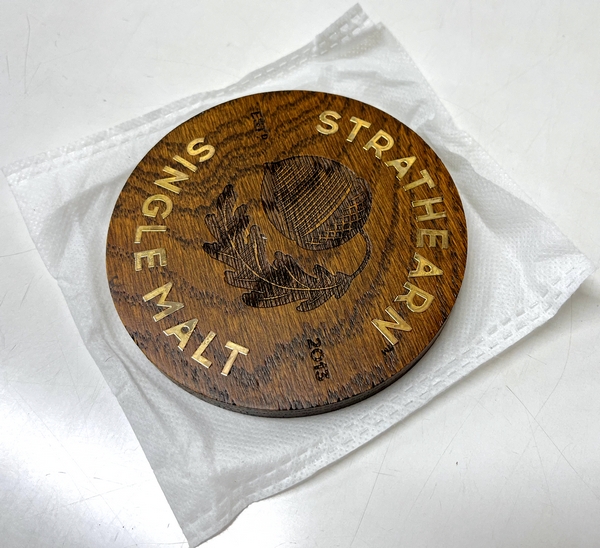 STRATHEARN
SINGLE MALT
EST?
2013